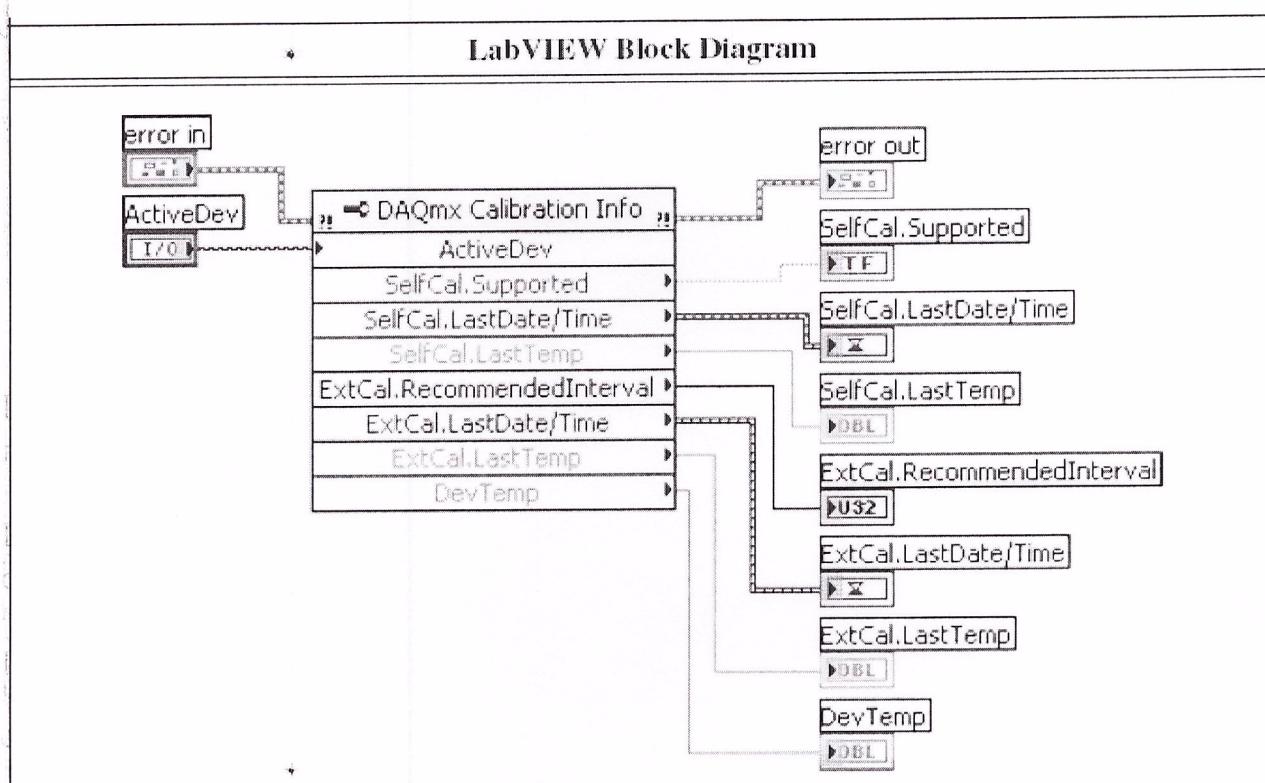 LabVIEW Block Diagram
error in
ActiveDev
I/O
?! DAQmx Calibration Info ?!
ActiveDev
SelfCal.Supported
SelfCal.LastDate/Time
SelfCal.LastTemp
ExtCal.RecommendedInterval
ExtCal.LastDate/Time
ExtCal.LastTemp
DevTemp
error out
SelfCal.Supported
TF
SelfCal.LastDate/Time
SelfCal.LastTemp
DBL
ExtCal.RecommendedInterval
U32
ExtCal.LastDate/Time
ExtCal.LastTemp
DBL
DevTemp
DBL